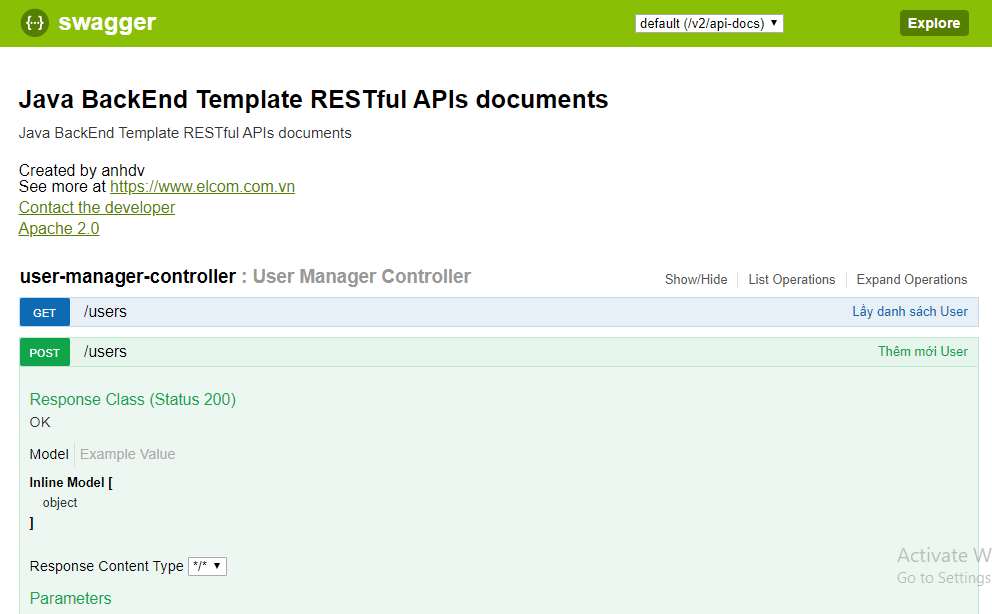 {···} swagger default (/v2/api-docs) ▼ Explore
Java BackEnd Template RESTful APIs documents
Java BackEnd Template RESTful APIs documents
Created by anhdv
See more at https://www.elcom.com.vn
Contact the developer
Apache 2.0
user-manager-controller : User Manager Controller Show/Hide List Operations Expand Operations
GET /users Lấy danh sách User
POST /users Thêm mới User
Response Class (Status 200)
OK
Model Example Value
Inline Model [
object
]
Response Content Type */* ▼
Activate W
Go to Settings
Parameters